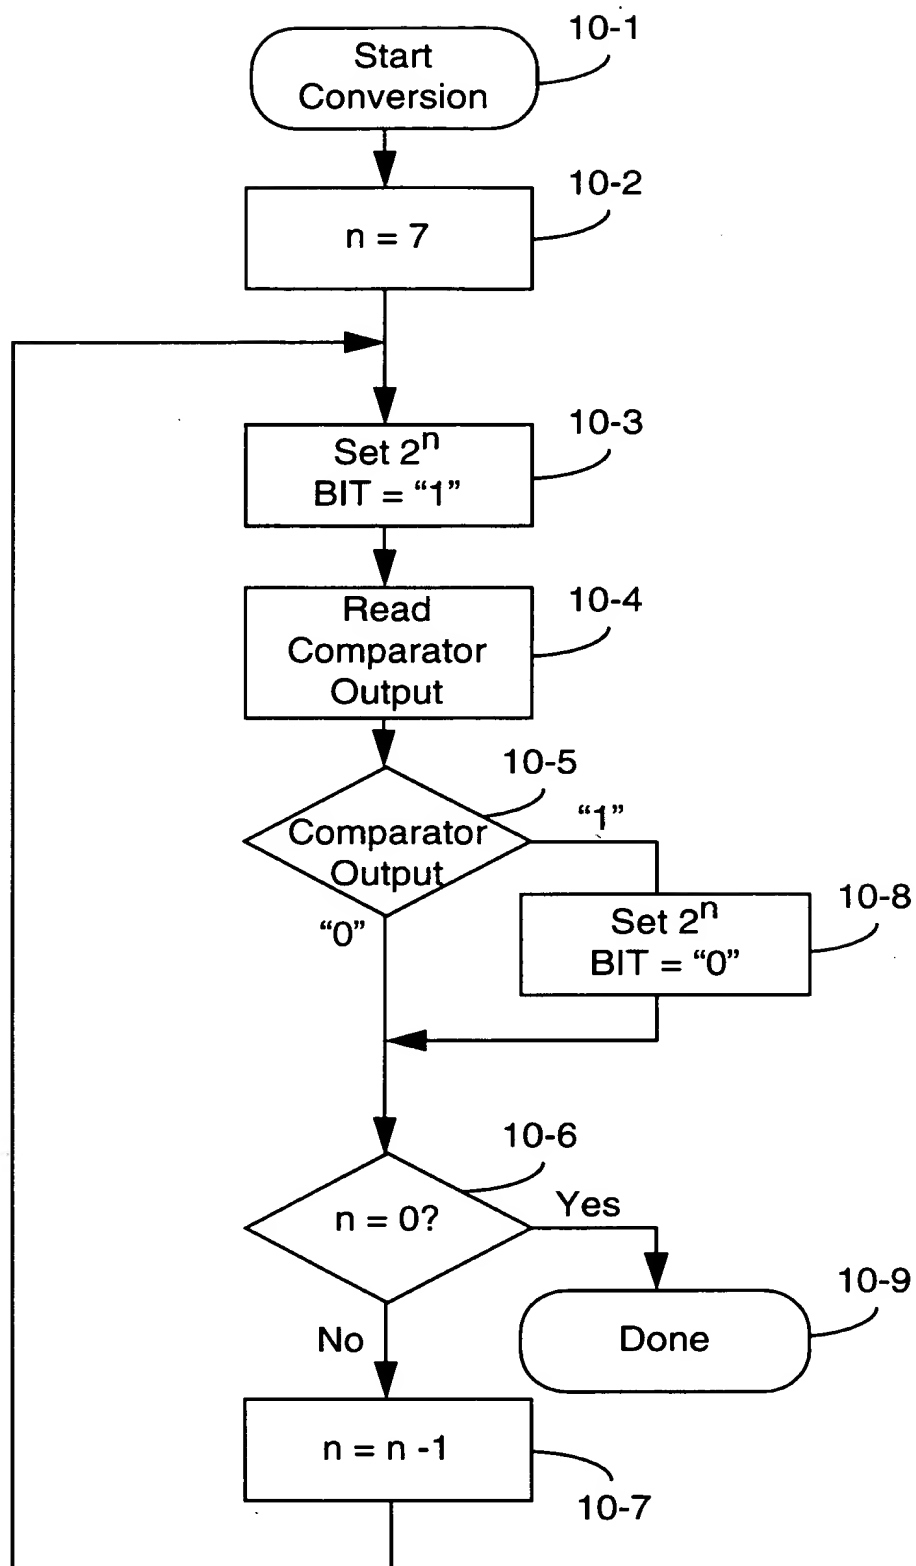 10-1
Start
Conversion
10-2
n = 7
10-3
Set 2ⁿ
BIT = “1”
10-4
Read
Comparator
Output
10-5
“1”
Comparator
Output
“0”
10-8
Set 2ⁿ
BIT = “0”
10-6
n = 0?
Yes
10-9
Done
No
n = n -1
10-7